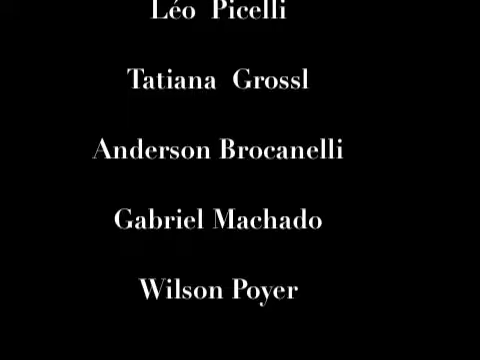 Léo Picelli
Tatiana Grossl
Anderson Brocanelli
Gabriel Machado
Wilson Poyer